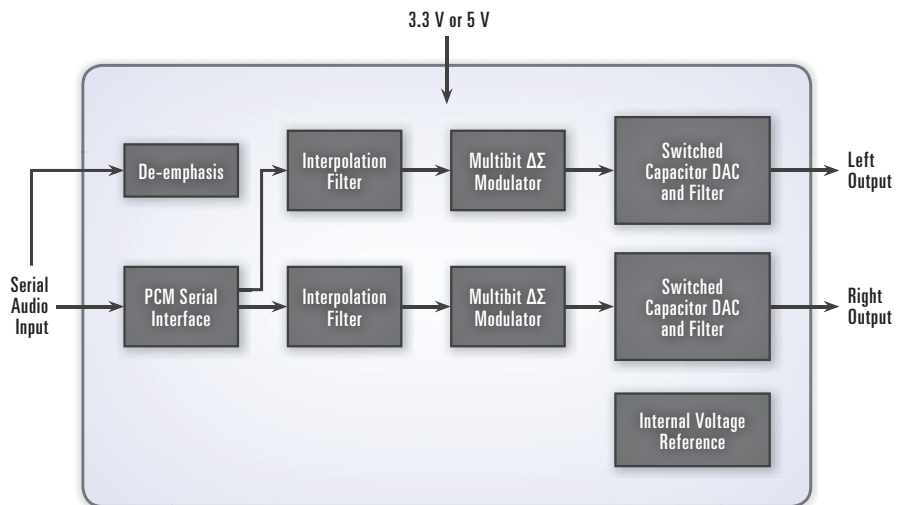 3.3 V or 5 V
De-emphasis
Interpolation
Filter
Multibit ΔΣ
Modulator
Switched
Capacitor DAC
and Filter
Left
Output
Serial
Audio
Input
PCM Serial
Interface
Interpolation
Filter
Multibit ΔΣ
Modulator
Switched
Capacitor DAC
and Filter
Right
Output
Internal Voltage
Reference